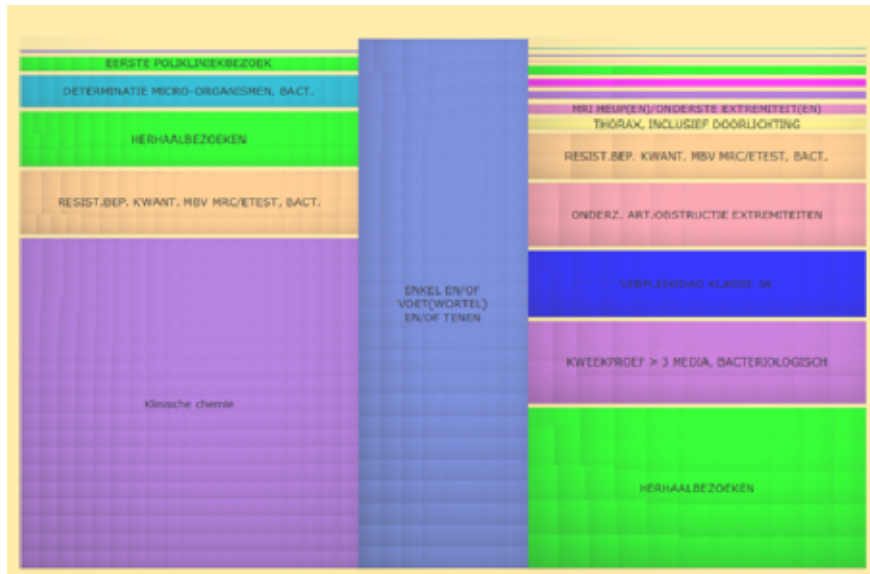 EERSTE POLIKLINIEKBEZOEK
DETERMINATIE MICRO-ORGANISMEN, BACT.
HERHAALBEZOEKEN
RESIST.BEP. KWANT. MBV MRC/ETEST, BACT.
Klinische chemie
ENKEL EN/OF
VOET(WORTEL)
EN/OF TENEN
MRI HEUP(EN)/ONDERSTE EXTREMITEIT(EN)
THORAX, INCLUSIEF DOORLICHTING
RESIST.BEP. KWANT. MBV MRC/ETEST, BACT.
ONDERZ. ART.OBSTRUCTIE EXTREMITEITEN
VERPLEEGDAG KLASSE 3A
KWEEKPROEF > 3 MEDIA, BACTERIOLOGISCH
HERHAALBEZOEKEN